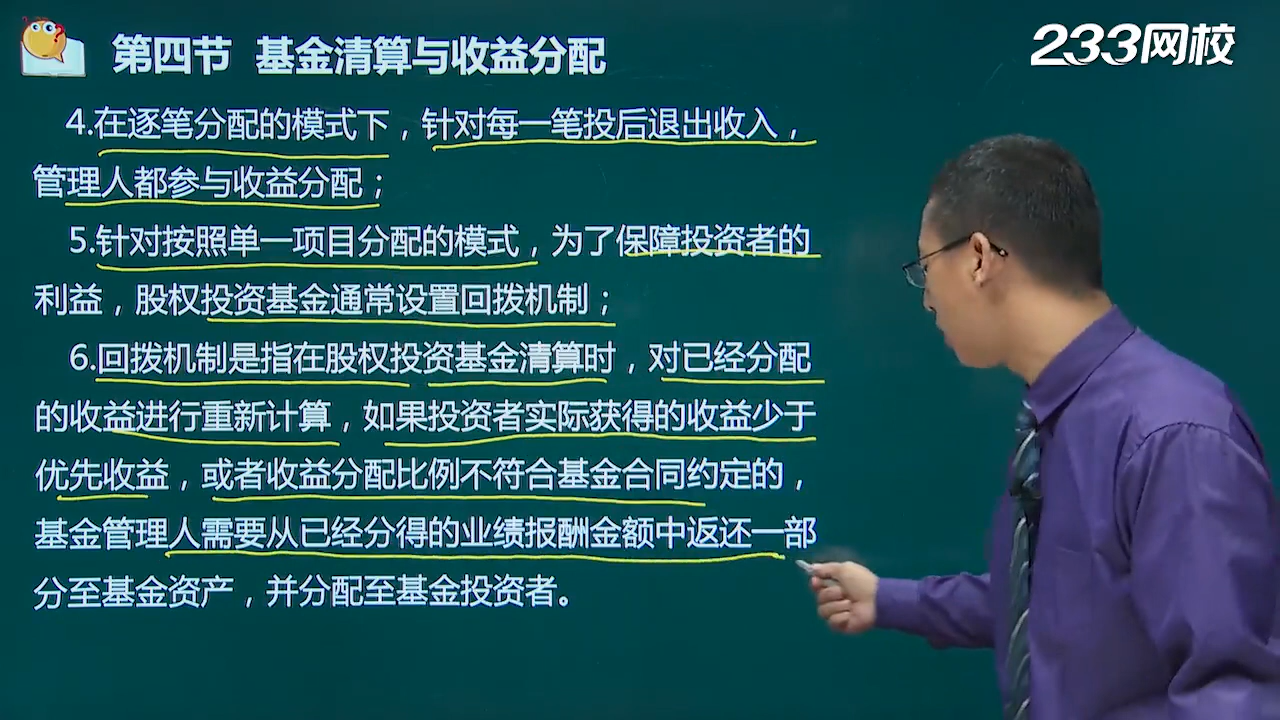 第四节 基金清算与收益分配
233网校
4.在逐笔分配的模式下，针对每一笔投后退出收入，
管理人都参与收益分配；
5.针对按照单一项目分配的模式，为了保障投资者的
利益，股权投资基金通常设置回拨机制；
6.回拨机制是指在股权投资基金清算时，对已经分配
的收益进行重新计算，如果投资者实际获得的收益少于
优先收益，或者收益分配比例不符合基金合同约定的，
基金管理人需要从已经分得的业绩报酬金额中返还一部
分至基金资产，并分配至基金投资者。